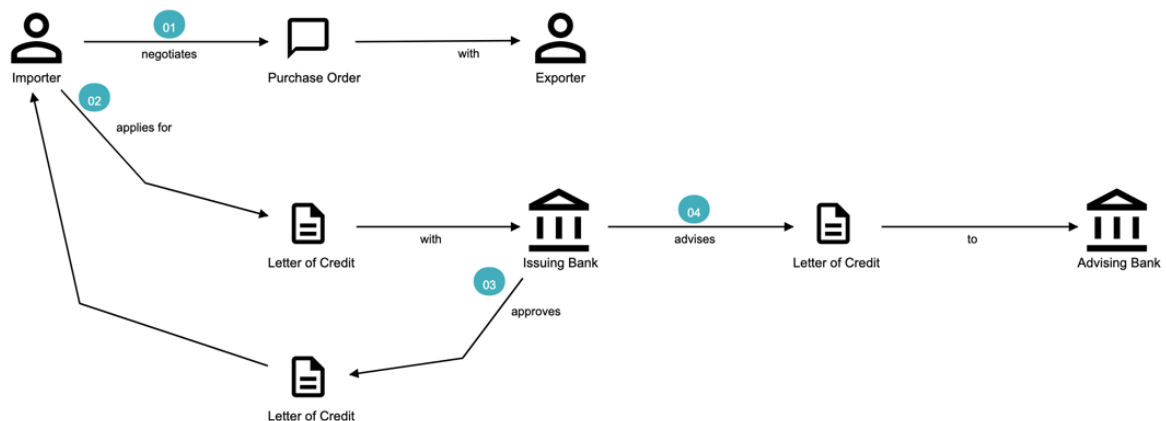 01
negotiates
with
Importer
Purchase Order
Exporter
02
applies for
04
with
advises
to
Letter of Credit
Issuing Bank
Letter of Credit
Advising Bank
03
approves
Letter of Credit